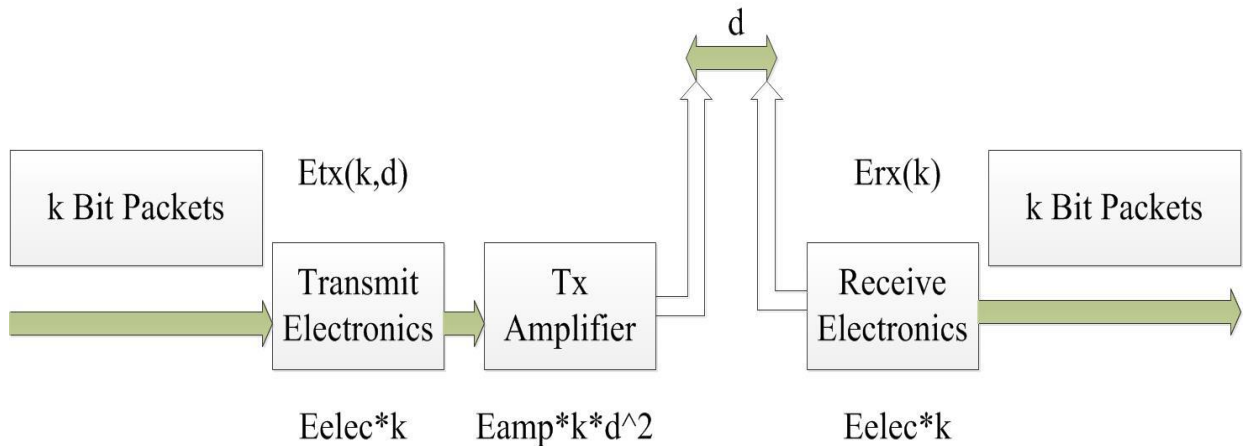 d
Etx(k,d)
Erx(k)
k Bit Packets
k Bit Packets
Transmit
Electronics
Tx
Amplifier
Receive
Electronics
Eelec*k
Eamp*k*d^2
Eelec*k